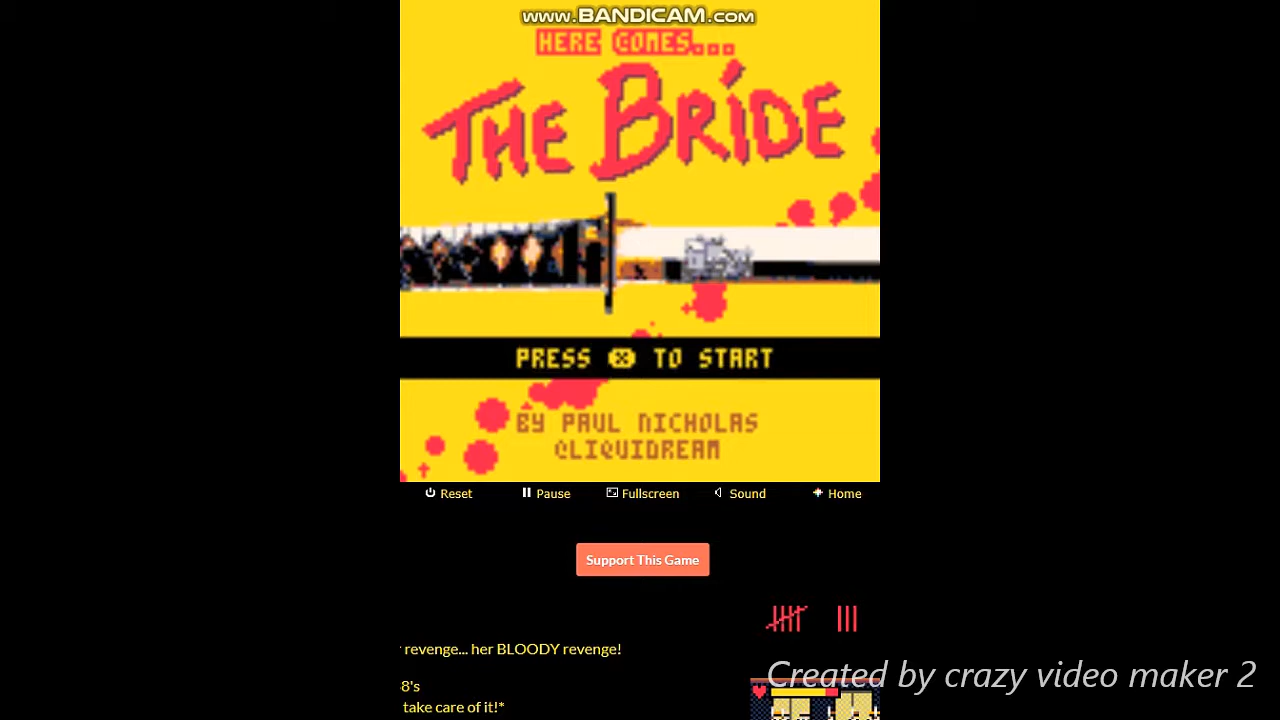 www.BANDICAM.com
HERE COMES...
THE BRIDE
PRESS ❎ TO START
BY PAUL NICHOLAS
@LIQUIDREAM
Reset Pause Fullscreen Sound Home
Support This Game
revenge... her BLOODY revenge!
8's
take care of it!*
Created by crazy video maker 2